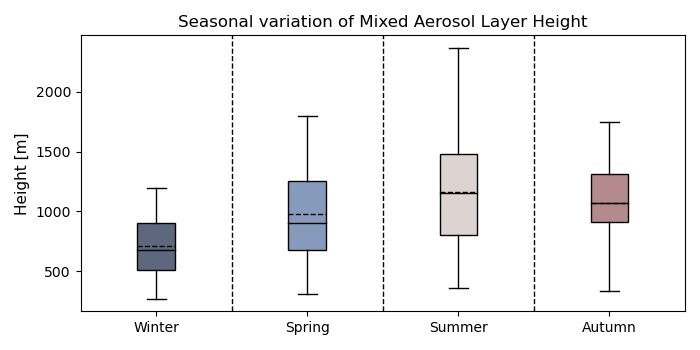 Seasonal variation of Mixed Aerosol Layer Height
Height [m]
2000
1500
1000
500
Winter
Spring
Summer
Autumn